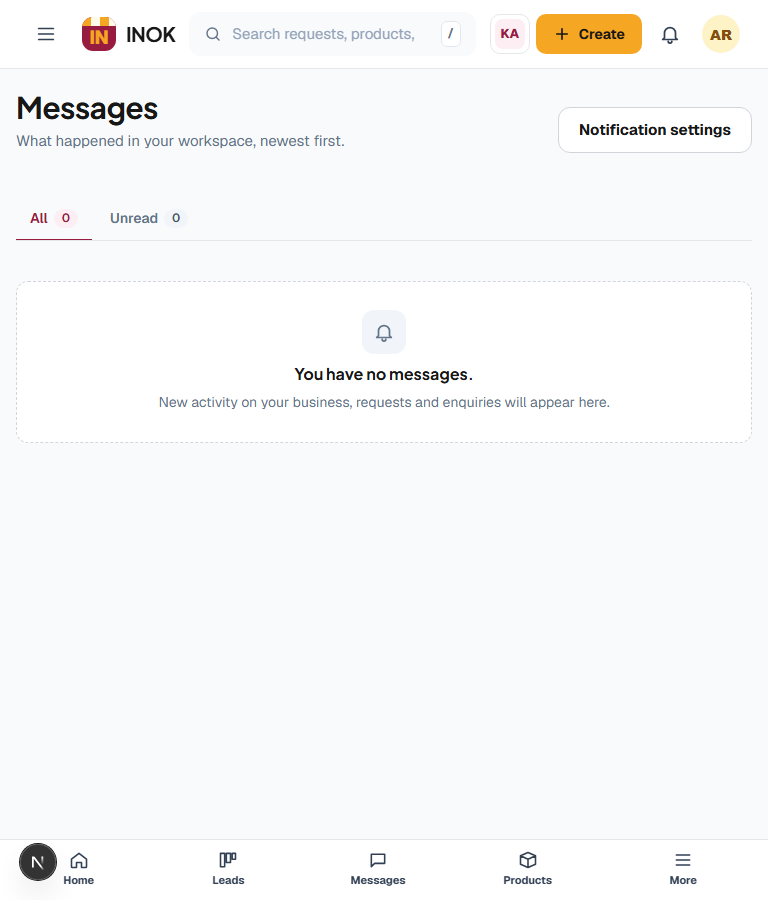 IN INOK
Search requests, products,
/
KA
Create
AR
Messages
What happened in your workspace, newest first.
Notification settings
All 0
Unread 0
You have no messages.
New activity on your business, requests and enquiries will appear here.
N
Home
Leads
Messages
Products
More